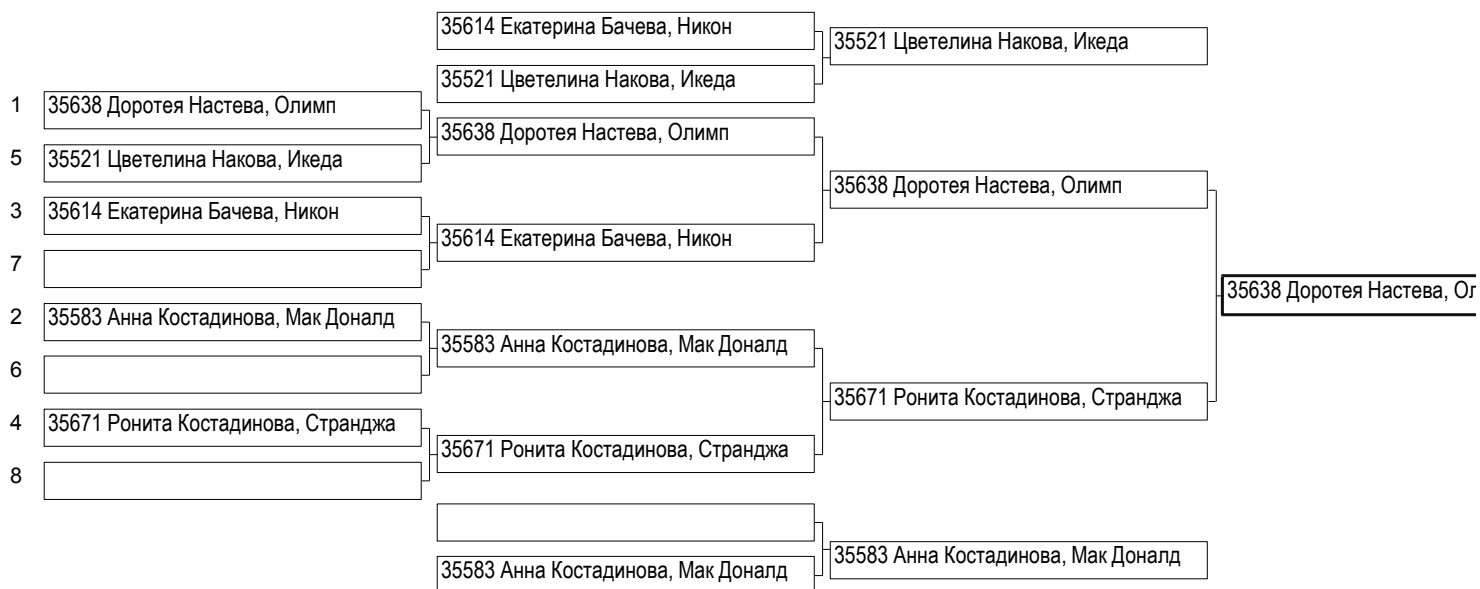 35614 Екатерина Бачева, Никон
35521 Цветелина Накова, Икеда
35521 Цветелина Накова, Икеда
1 35638 Доротея Настева, Олимп
35638 Доротея Настева, Олимп
5 35521 Цветелина Накова, Икеда
35638 Доротея Настева, Олимп
3 35614 Екатерина Бачева, Никон
35614 Екатерина Бачева, Никон
7
35638 Доротея Настева, Ол
2 35583 Анна Костадинова, Мак Доналд
35583 Анна Костадинова, Мак Доналд
6
35671 Ронита Костадинова, Странджа
4 35671 Ронита Костадинова, Странджа
35671 Ронита Костадинова, Странджа
8
35583 Анна Костадинова, Мак Доналд
35583 Анна Костадинова, Мак Доналд